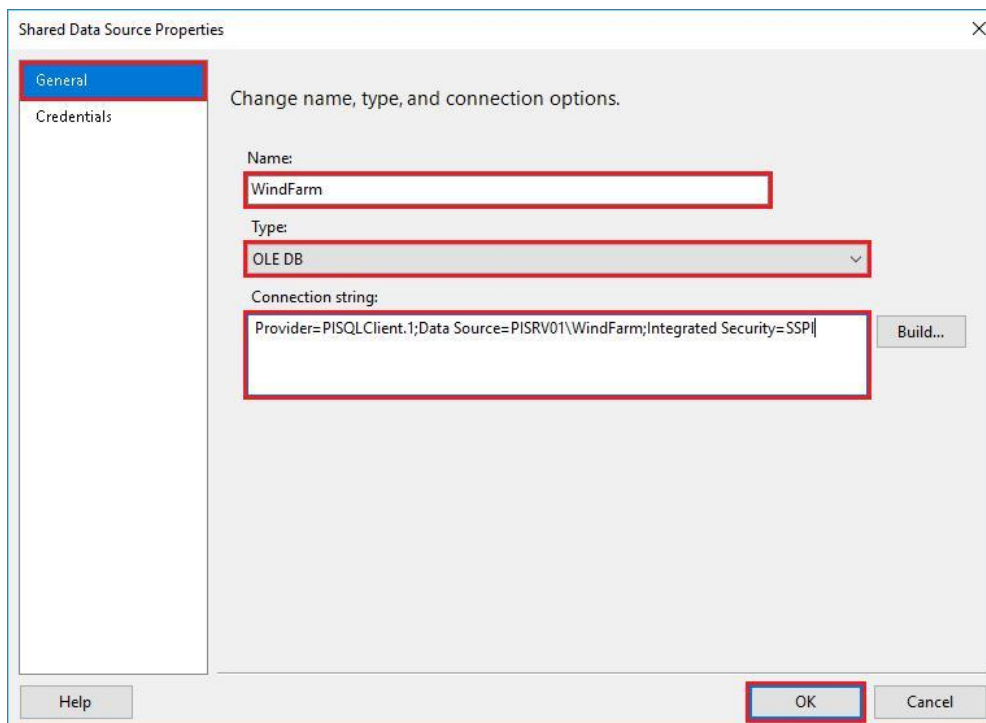 Shared Data Source Properties
General
Credentials
Change name, type, and connection options.
Name:
WindFarm
Type:
OLE DB
Connection string:
Provider=PISQLClient.1;Data Source=PISRV01\WindFarm;Integrated Security=SSPI
Build...
Help
OK
Cancel